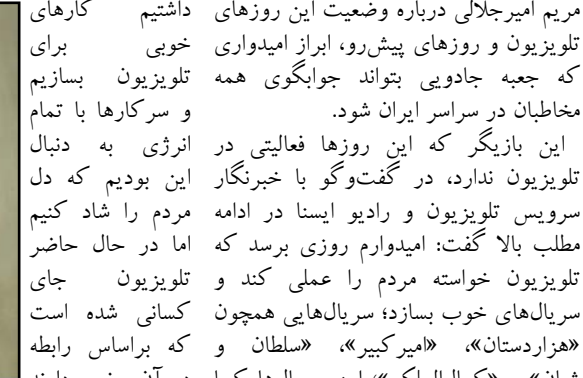 مریم امیرجلالی درباره وضعیت این روزهای
تلویزیون و روزهای پیش‌رو، ابراز امیدواری
که جعبه جادویی بتواند جوابگوی همه
مخاطبان در سراسر ایران شود.
این بازیگر که این روزها فعالیتی در
تلویزیون ندارد، در گفت‌وگو با خبرنگار
سرویس تلویزیون و رادیو ایسنا در ادامه
مطلب بالا گفت: امیدوارم روزی برسد که
تلویزیون خواسته مردم را عملی کند و
سریال‌های خوب بسازد؛ سریال‌هایی همچون
«هزاردستان»، «امیرکبیر»، «سلطان و
داشتیم کارهای
خوبی برای
تلویزیون بسازیم
و سر کارها با تمام
انرژی به دنبال
این بودیم که دل
مردم را شاد کنیم
اما در حال حاضر
تلویزیون جای
کسانی شده است
که براساس رابطه